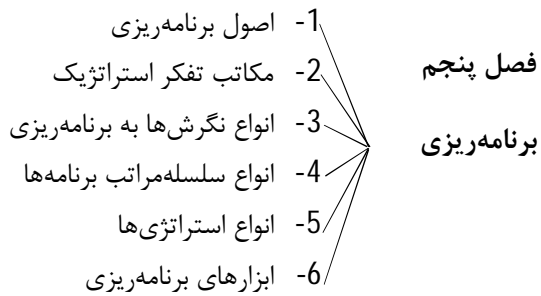 فصل پنجم
برنامه‌ریزی
1- اصول برنامه‌ریزی
2- مکاتب تفکر استراتژیک
3- انواع نگرش‌ها به برنامه‌ریزی
4- انواع سلسله‌مراتب برنامه‌ها
5- انواع استراتژی‌ها
6- ابزارهای برنامه‌ریزی